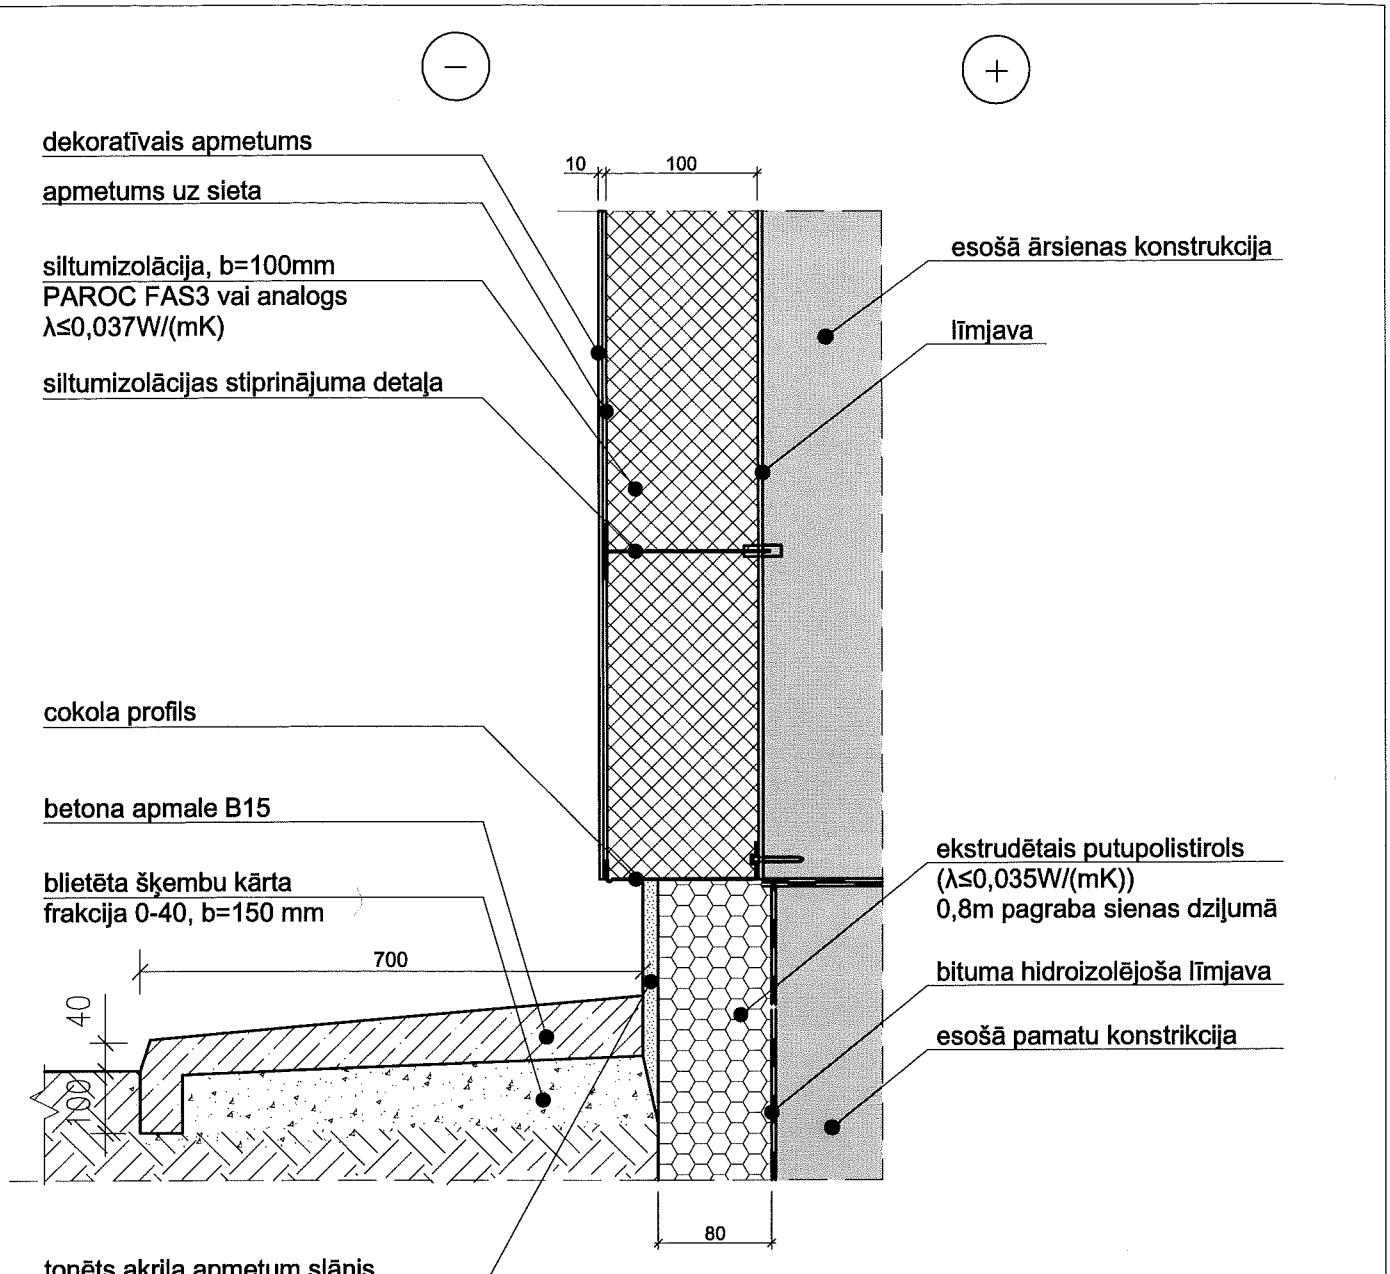 −
+
dekoratīvais apmetums
10
100
apmetums uz sieta
esošā ārsienas konstrukcija
siltumizolācija, b=100mm
PAROC FAS3 vai analogs
λ≤0,037W/(mK)
līmjava
siltumizolācijas stiprinājuma detaļa
cokola profils
betona apmale B15
ekstrudētais putupolistirols
(λ≤0,035W/(mK))
0,8m pagraba sienas dziļumā
blietēta šķembu kārta
frakcija 0-40, b=150 mm
700
bituma hidroizolējoša līmjava
40
esošā pamatu konstrikcija
100
80
tonēts akrila apmetum slānis